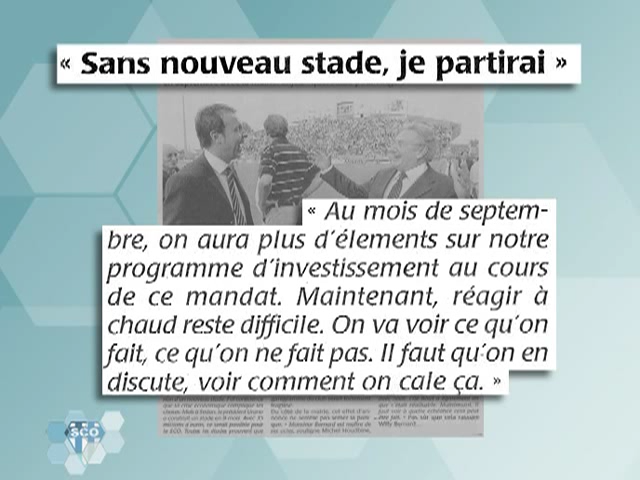 « Sans nouveau stade, je partirai »
« Au mois de septem-
bre, on aura plus d'élements sur notre
programme d'investissement au cours
de ce mandat. Maintenant, réagir à
chaud reste difficile. On va voir ce qu'on
fait, ce qu'on ne fait pas. Il faut qu'on en
discute, voir comment on cale ça. »
SCO